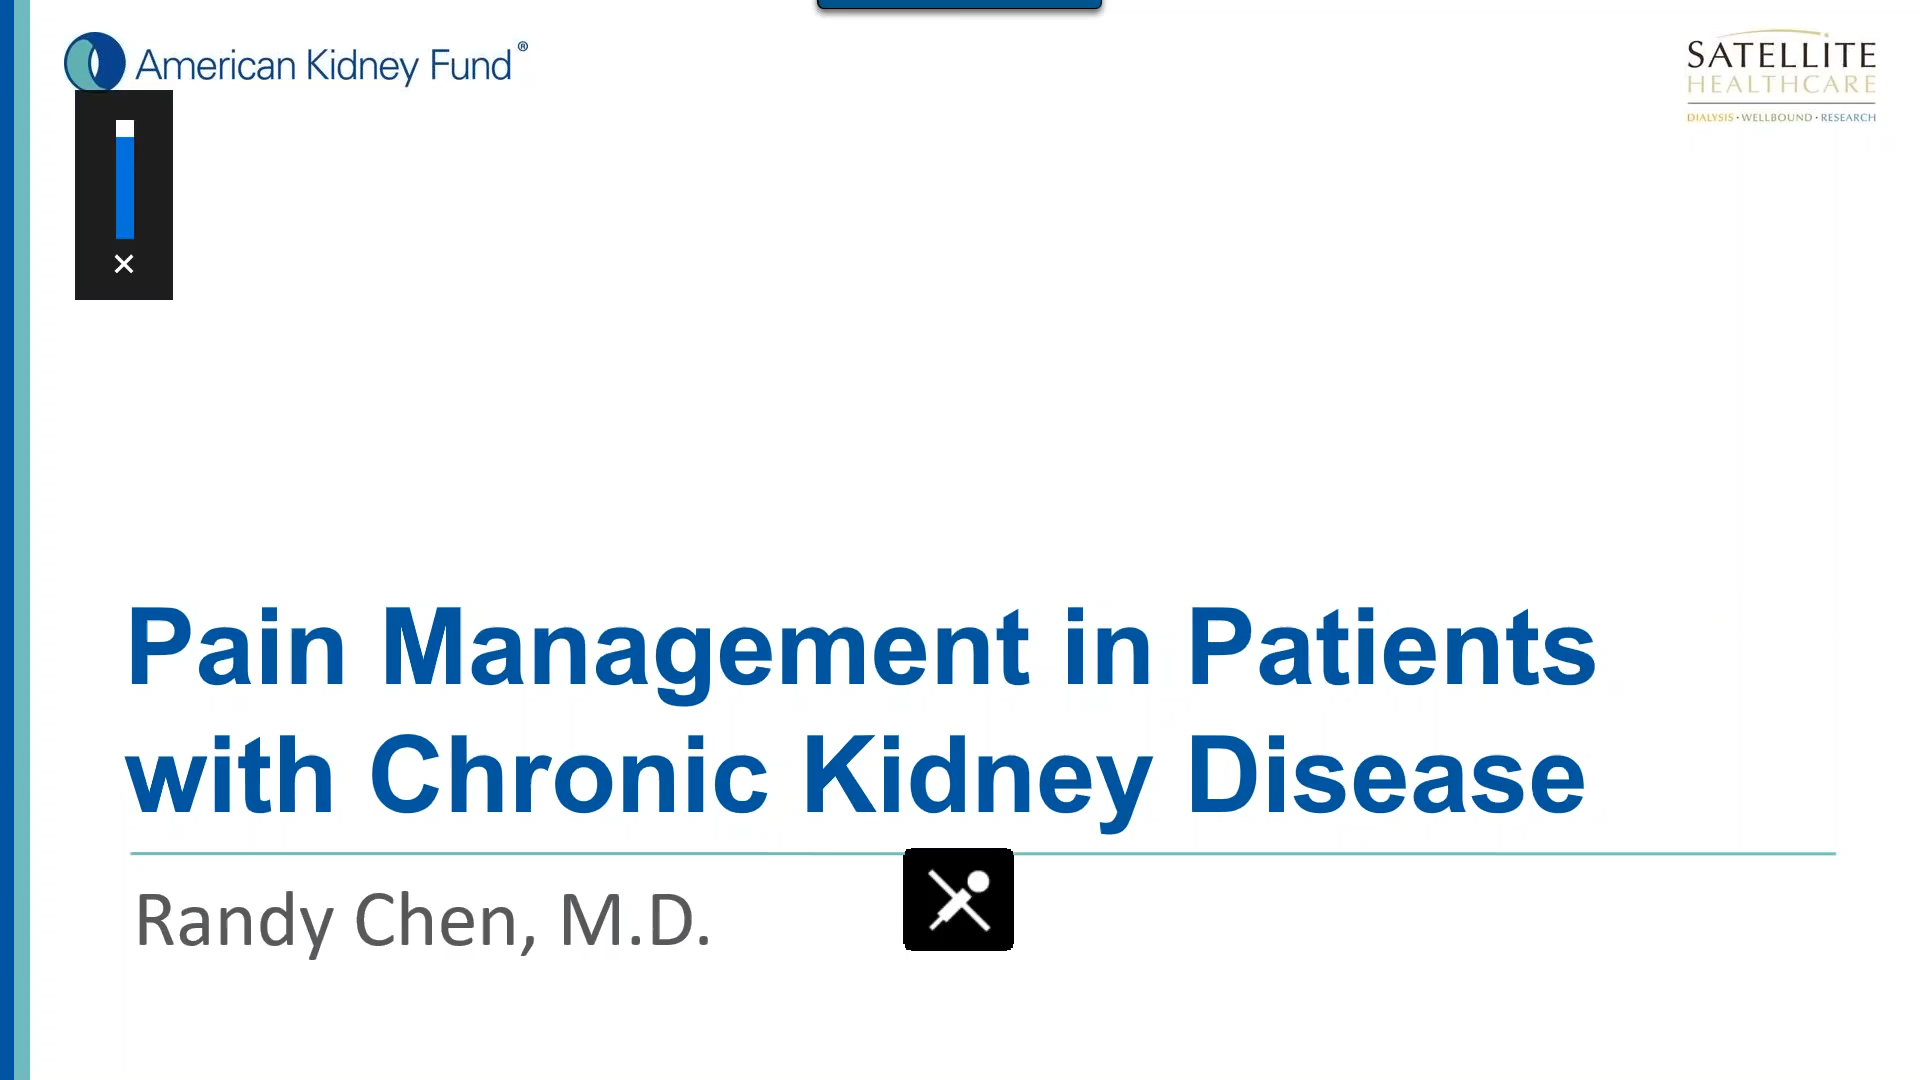 American Kidney Fund®
SATELLiTE
HEALTHCARE
DIALYSIS · WELLBOUND · RESEARCH
Pain Management in Patients
with Chronic Kidney Disease
Randy Chen, M.D.